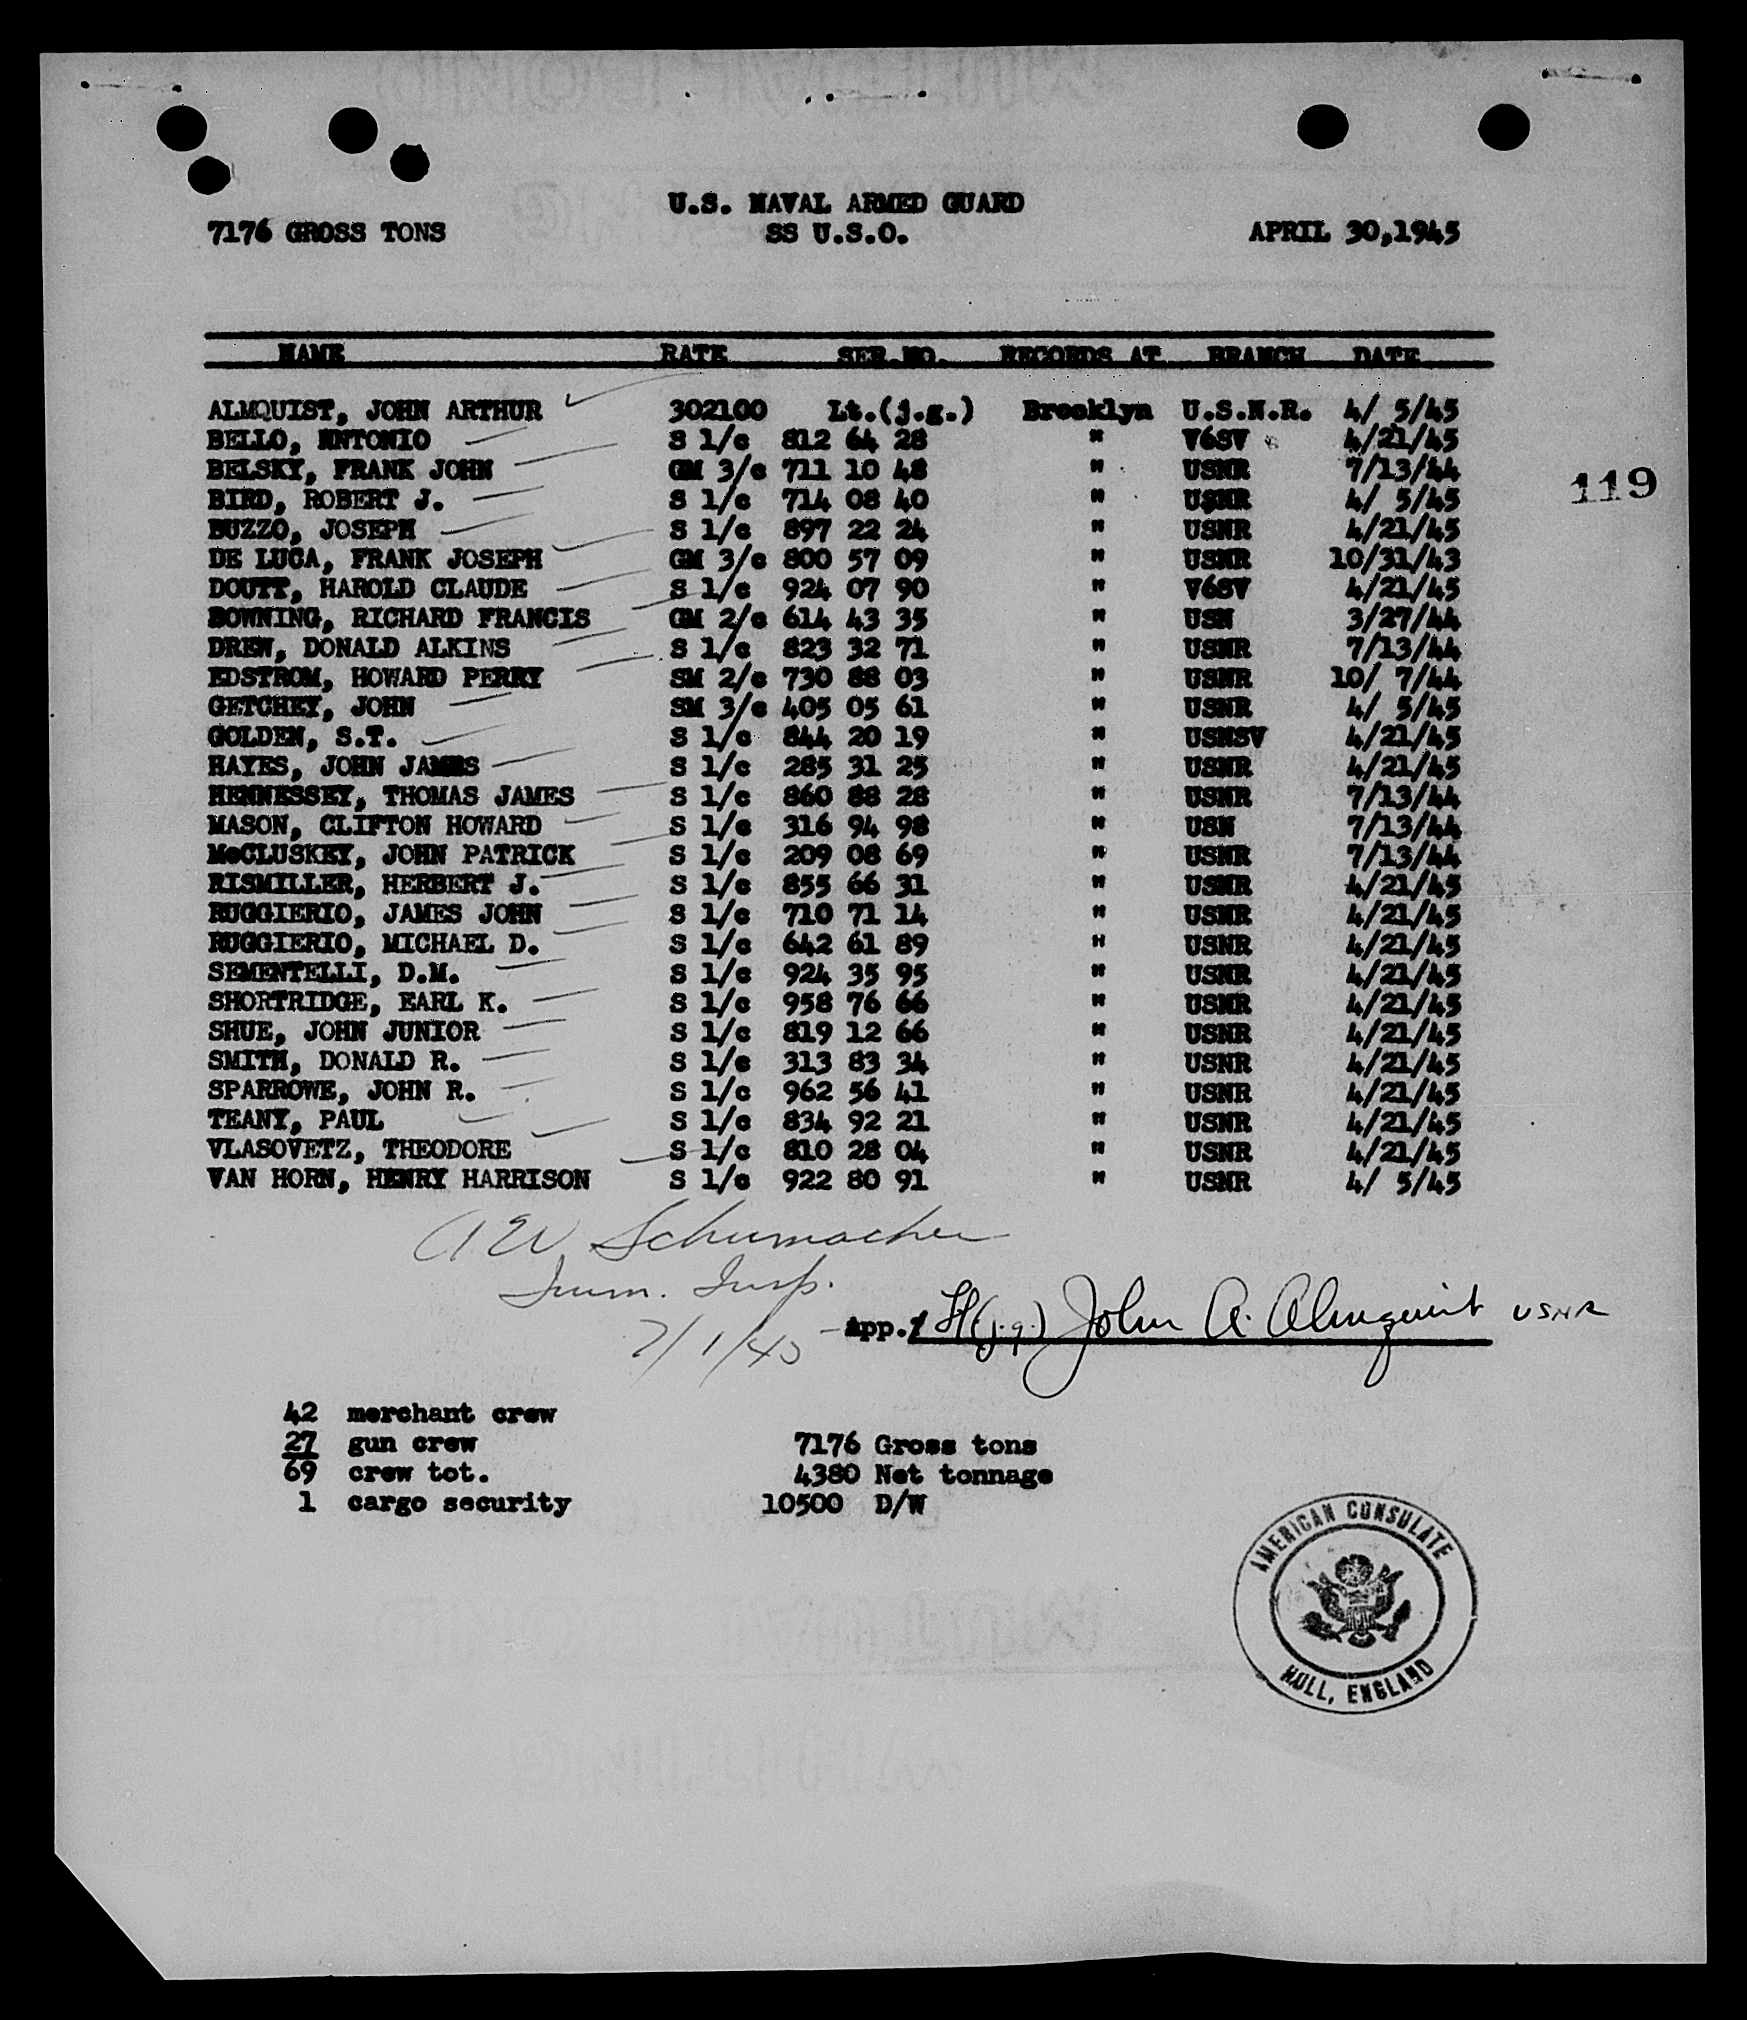 U.S. NAVAL ARMED GUARD
7176 GROSS TONS SS U.S.O. APRIL 30,1945
NAME RATE SER.NO. RECORDS AT BRANCH DATE
119
ALMQUIST, JOHN ARTHUR 302100 Lt.(j.g.) Brooklyn U.S.N.R. 4/ 5/45
BELLO, ANTONIO S 1/c 812 64 28 " V6SV 4/21/45
BELSKY, FRANK JOHN GM 3/c 711 10 48 " USNR 7/13/44
BIRD, ROBERT J. S 1/c 714 08 40 " USNR 4/ 5/45
BUZZO, JOSEPH S 1/c 897 22 24 " USNR 4/21/45
DE LUCA, FRANK JOSEPH GM 3/c 800 57 09 " USNR 10/31/43
DOUTT, HAROLD CLAUDE S 1/c 924 07 90 " V6SV 4/21/45
DOWNING, RICHARD FRANCIS GM 2/c 614 43 35 " USN 3/27/44
DREW, DONALD ALKINS S 1/c 823 32 71 " USNR 7/13/44
EDSTROM, HOWARD PERRY SM 2/c 730 88 03 " USNR 10/ 7/44
GETCHEY, JOHN SM 3/c 405 05 61 " USNR 4/ 5/45
GOLDEN, S.T. S 1/c 844 20 19 " USNSV 4/21/45
HAYES, JOHN JAMES S 1/c 285 31 25 " USNR 4/21/45
HENNESSEY, THOMAS JAMES S 1/c 860 88 28 " USNR 7/13/44
MASON, CLIFTON HOWARD S 1/c 316 94 98 " USN 7/13/44
McCLUSKEY, JOHN PATRICK S 1/c 209 08 69 " USNR 7/13/44
RISMILLER, HERBERT J. S 1/c 855 66 31 " USNR 4/21/45
RUGGIERIO, JAMES JOHN S 1/c 710 71 14 " USNR 4/21/45
RUGGIERIO, MICHAEL D. S 1/c 642 61 89 " USNR 4/21/45
SEMENTELLI, D.M. S 1/c 924 35 95 " USNR 4/21/45
SHORTRIDGE, EARL K. S 1/c 958 76 66 " USNR 4/21/45
SHUE, JOHN JUNIOR S 1/c 819 12 66 " USNR 4/21/45
SMITH, DONALD R. S 1/c 313 83 34 " USNR 4/21/45
SPARROWE, JOHN R. S 1/c 962 56 41 " USNR 4/21/45
TEANY, PAUL S 1/c 834 92 21 " USNR 4/21/45
VLASOVETZ, THEODORE S 1/c 810 28 04 " USNR 4/21/45
VAN HORN, HENRY HARRISON S 1/c 922 80 91 " USNR 4/ 5/45
A W Schumacher
Imm. Insp.
7/1/45
App./ Lt(j.g.) John A. Almquist USNR
42 merchant crew
27 gun crew 7176 Gross tons
69 crew tot. 4380 Net tonnage
1 cargo security 10500 D/W
AMERICAN CONSULATE
HULL, ENGLAND